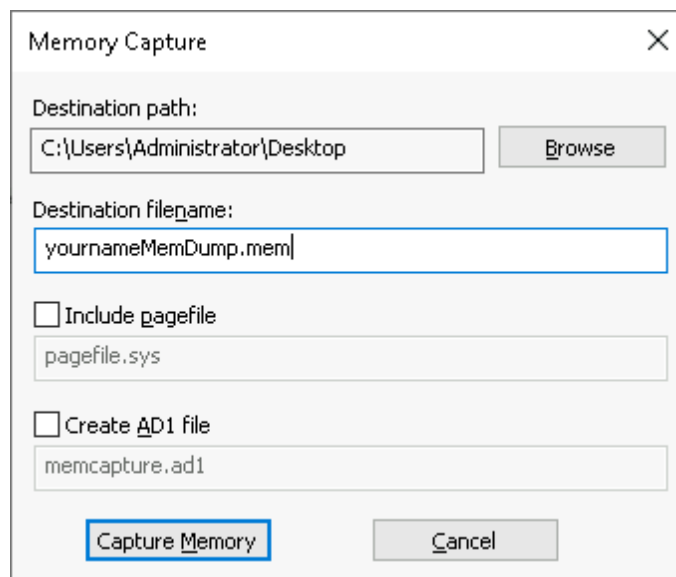 Memory Capture
Destination path:
C:\Users\Administrator\Desktop
Browse
Destination filename:
yournameMemDump.mem
Include pagefile
pagefile.sys
Create AD1 file
memcapture.ad1
Capture Memory
Cancel